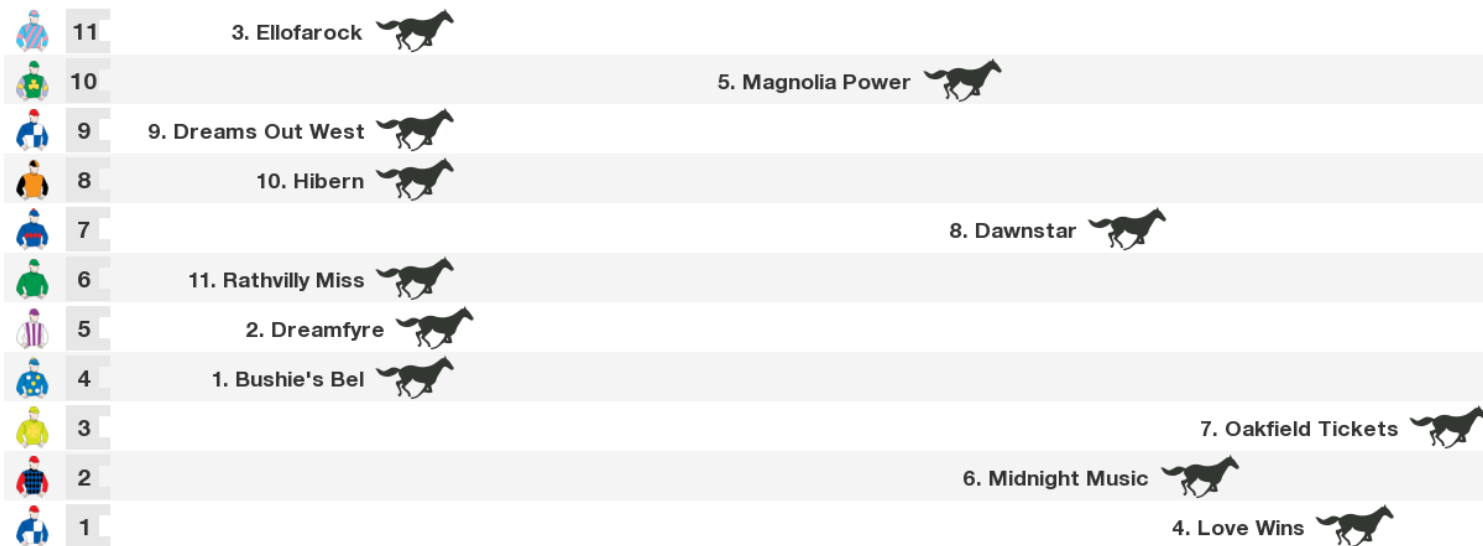 11 3. Ellofarock
10 5. Magnolia Power
9 9. Dreams Out West
8 10. Hibern
7 8. Dawnstar
6 11. Rathvilly Miss
5 2. Dreamfyre
4 1. Bushie's Bel
3 7. Oakfield Tickets
2 6. Midnight Music
1 4. Love Wins